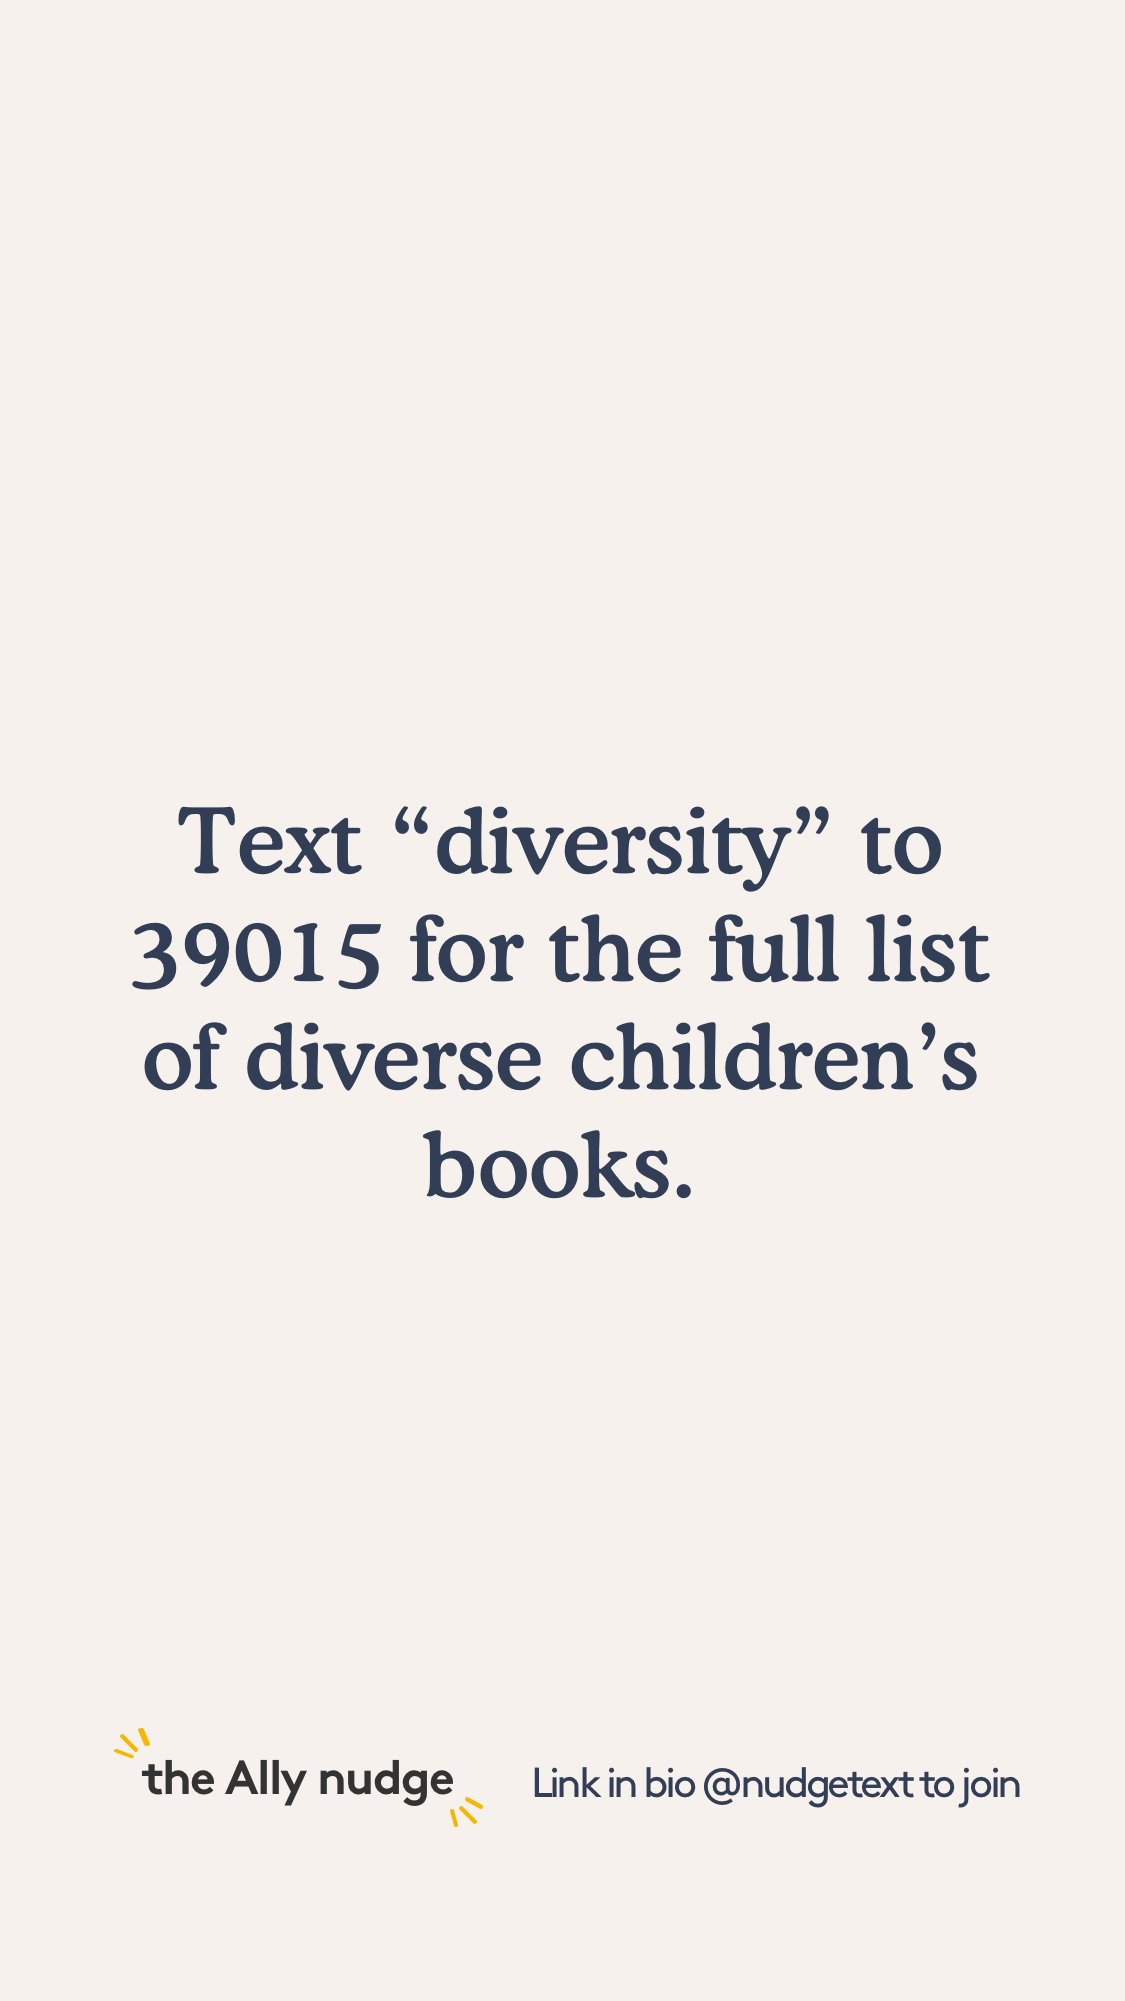 Text “diversity” to
39015 for the full list
of diverse children’s
books.
the Ally nudge
Link in bio @nudgetext to join